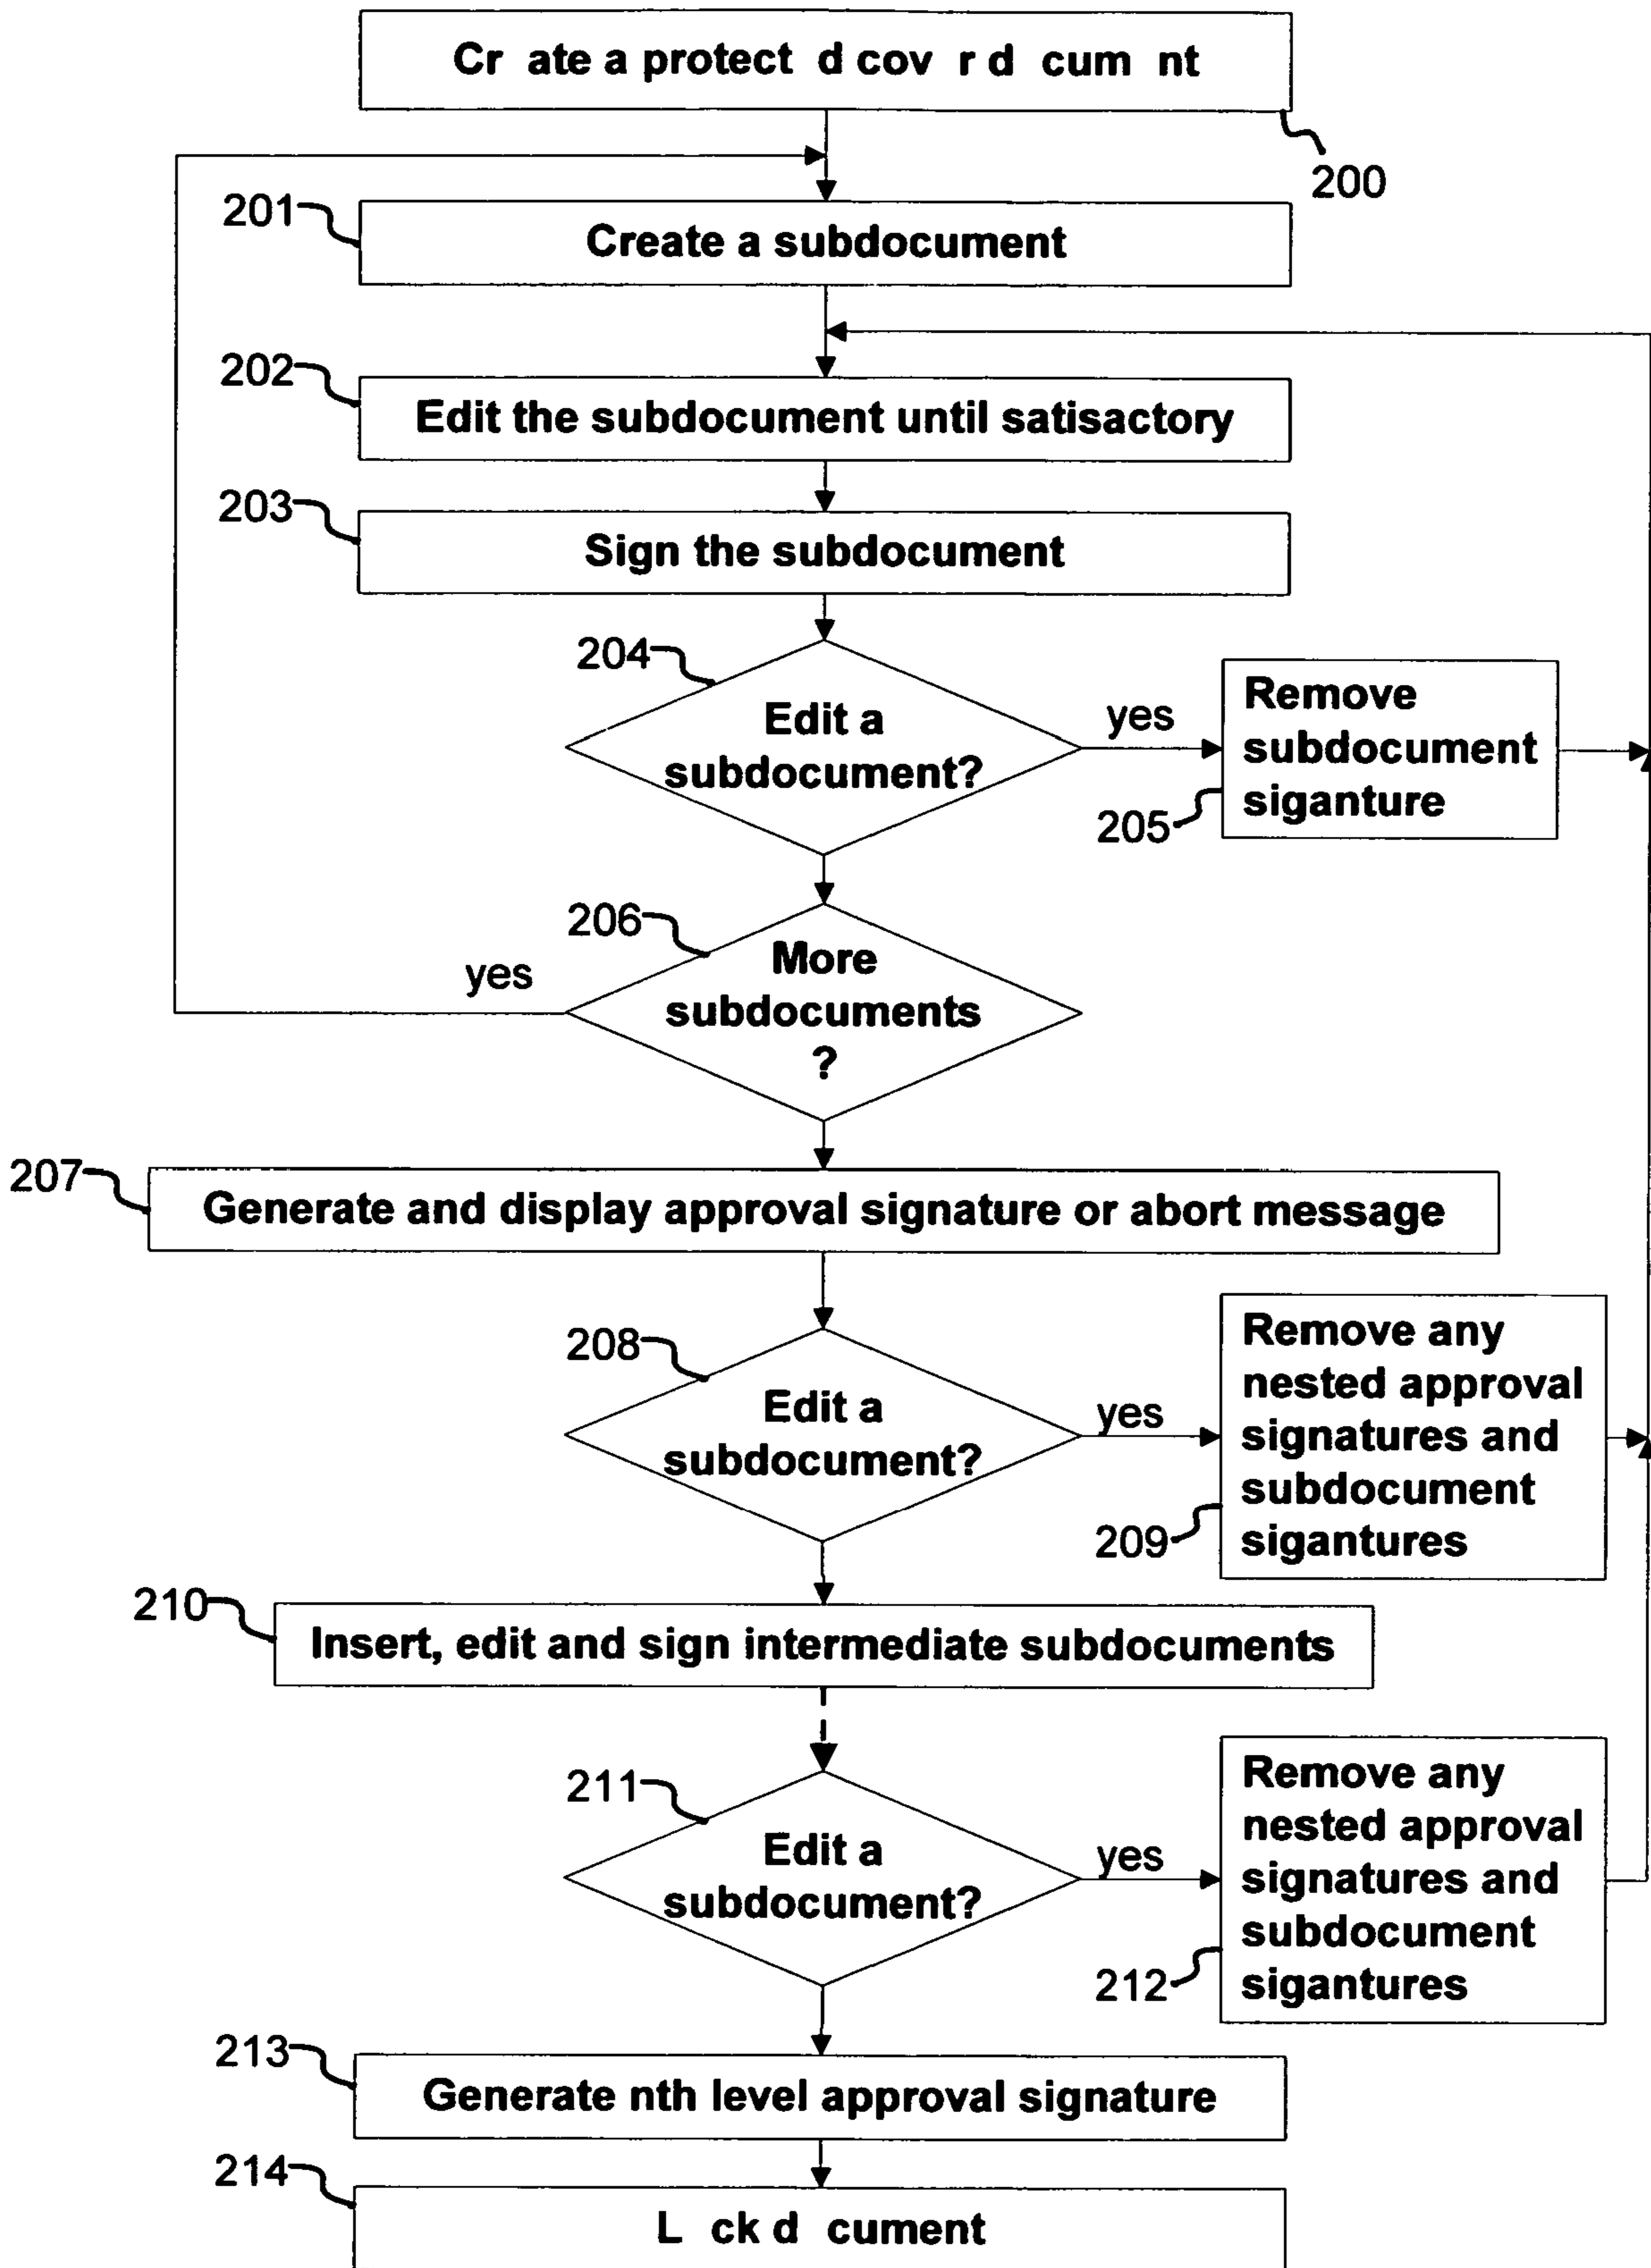 Cr ate a protect d cov r d cum nt
200
201
Create a subdocument
202
Edit the subdocument until satisactory
203
Sign the subdocument
204
Edit a
subdocument?
yes
Remove
subdocument
siganture
205
206
More
subdocuments
?
yes
207
Generate and display approval signature or abort message
208
Edit a
subdocument?
yes
Remove any
nested approval
signatures and
subdocument
sigantures
209
210
Insert, edit and sign intermediate subdocuments
211
Edit a
subdocument?
yes
Remove any
nested approval
signatures and
subdocument
sigantures
212
213
Generate nth level approval signature
214
L ck d cument